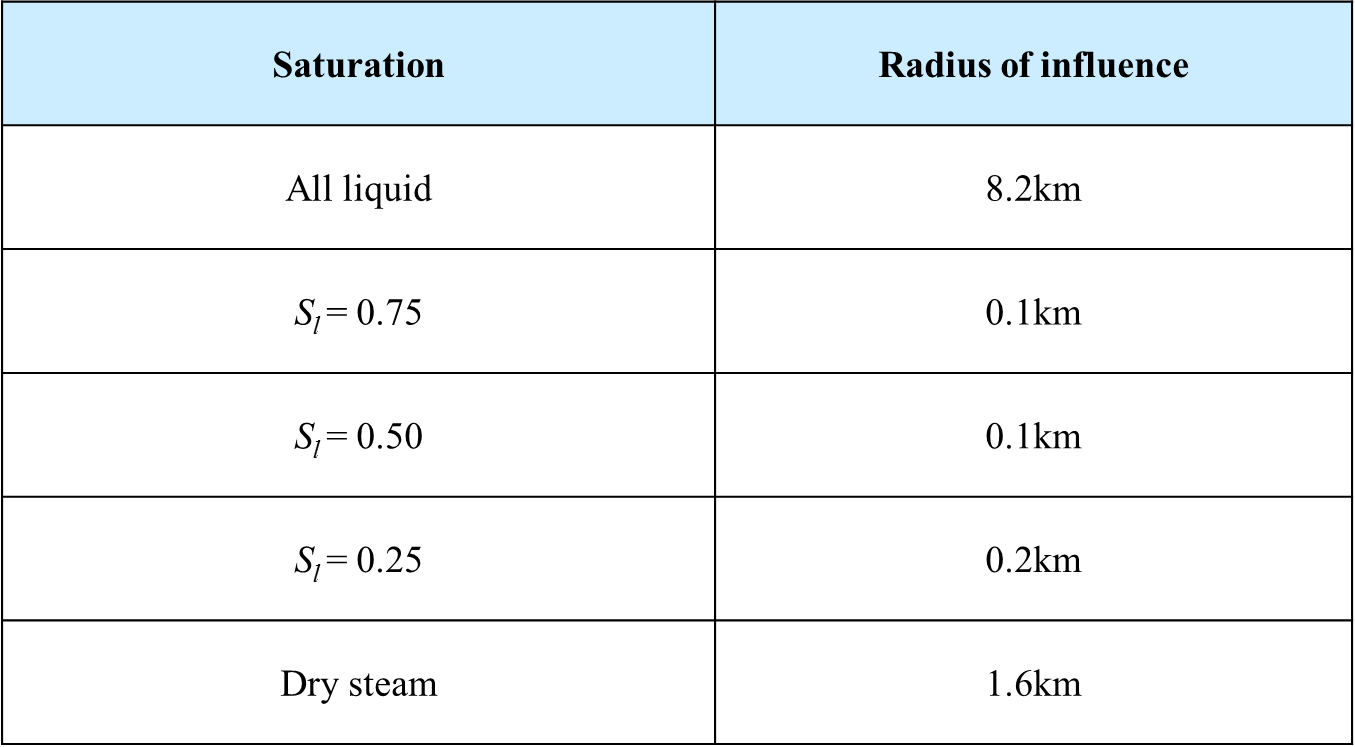 Saturation Radius of influence
All liquid 8.2km
Sl = 0.75 0.1km
Sl = 0.50 0.1km
Sl = 0.25 0.2km
Dry steam 1.6km